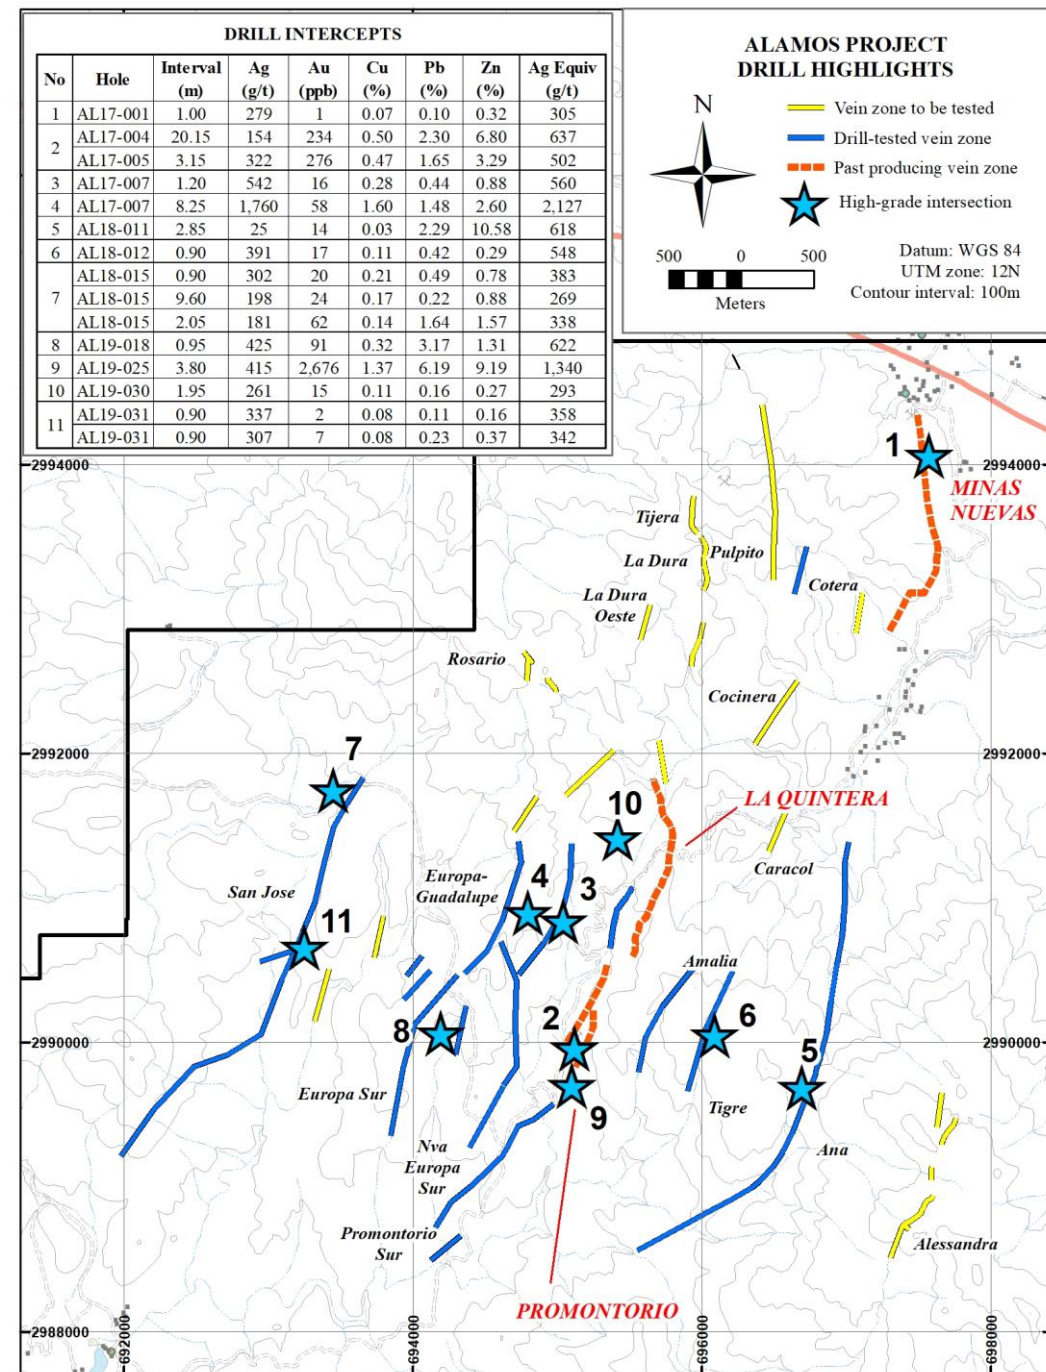 DRILL INTERCEPTS
No Hole Interval (m) Ag (g/t) Au (ppb) Cu (%) Pb (%) Zn (%) Ag Equiv (g/t)
1 AL17-001 1.00 279 1 0.07 0.10 0.32 305
2 AL17-004 20.15 154 234 0.50 2.30 6.80 637
AL17-005 3.15 322 276 0.47 1.65 3.29 502
3 AL17-007 1.20 542 16 0.28 0.44 0.88 560
4 AL17-007 8.25 1,760 58 1.60 1.48 2.60 2,127
5 AL18-011 2.85 25 14 0.03 2.29 10.58 618
6 AL18-012 0.90 391 17 0.11 0.42 0.29 548
7 AL18-015 0.90 302 20 0.21 0.49 0.78 383
AL18-015 9.60 198 24 0.17 0.22 0.88 269
AL18-015 2.05 181 62 0.14 1.64 1.57 338
8 AL19-018 0.95 425 91 0.32 3.17 1.31 622
9 AL19-025 3.80 415 2,676 1.37 6.19 9.19 1,340
10 AL19-030 1.95 261 15 0.11 0.16 0.27 293
11 AL19-031 0.90 337 2 0.08 0.11 0.16 358
AL19-031 0.90 307 7 0.08 0.23 0.37 342
ALAMOS PROJECT
DRILL HIGHLIGHTS
N
Vein zone to be tested
Drill-tested vein zone
Past producing vein zone
High-grade intersection
500 0 500
Meters
Datum: WGS 84
UTM zone: 12N
Contour interval: 100m
1
2994000
2994000
MINAS
NUEVAS
Tijera
La Dura
Pulpito
La Dura
Oeste
Cotera
Rosario
Cocinera
2992000
2992000
7
10
LA QUINTERA
Caracol
San Jose
Europa-
Guadalupe
4
3
11
Amalia
8
2
6
5
2990000
2990000
9
Europa Sur
Tigre
Ana
Nva
Europa
Sur
Promontorio
Sur
Alessandra
PROMONTORIO
2988000
2988000
692000
694000
696000
698000